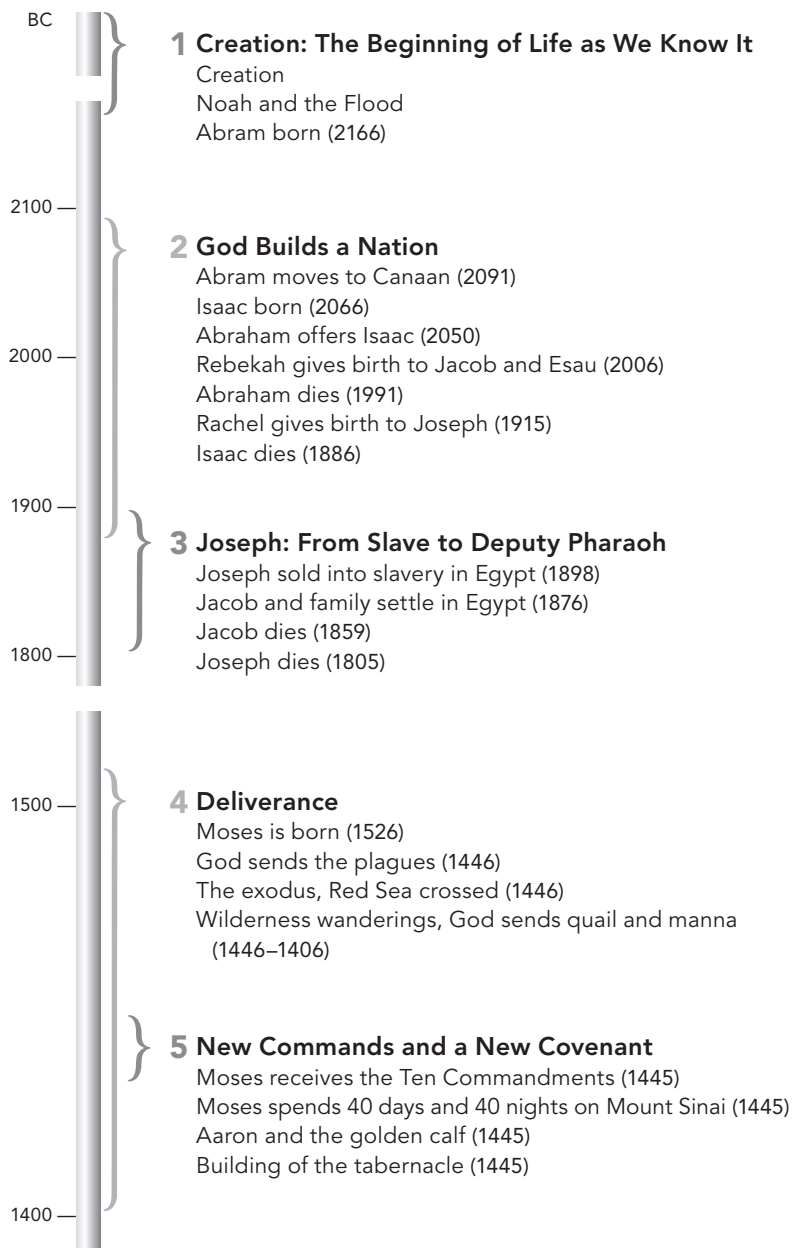 BC
1 Creation: The Beginning of Life as We Know It
Creation
Noah and the Flood
Abram born (2166)
2100
2 God Builds a Nation
Abram moves to Canaan (2091)
Isaac born (2066)
Abraham offers Isaac (2050)
2000
Rebekah gives birth to Jacob and Esau (2006)
Abraham dies (1991)
Rachel gives birth to Joseph (1915)
Isaac dies (1886)
1900
3 Joseph: From Slave to Deputy Pharaoh
Joseph sold into slavery in Egypt (1898)
Jacob and family settle in Egypt (1876)
Jacob dies (1859)
1800
Joseph dies (1805)
4 Deliverance
1500
Moses is born (1526)
God sends the plagues (1446)
The exodus, Red Sea crossed (1446)
Wilderness wanderings, God sends quail and manna
(1446–1406)
5 New Commands and a New Covenant
Moses receives the Ten Commandments (1445)
Moses spends 40 days and 40 nights on Mount Sinai (1445)
Aaron and the golden calf (1445)
Building of the tabernacle (1445)
1400